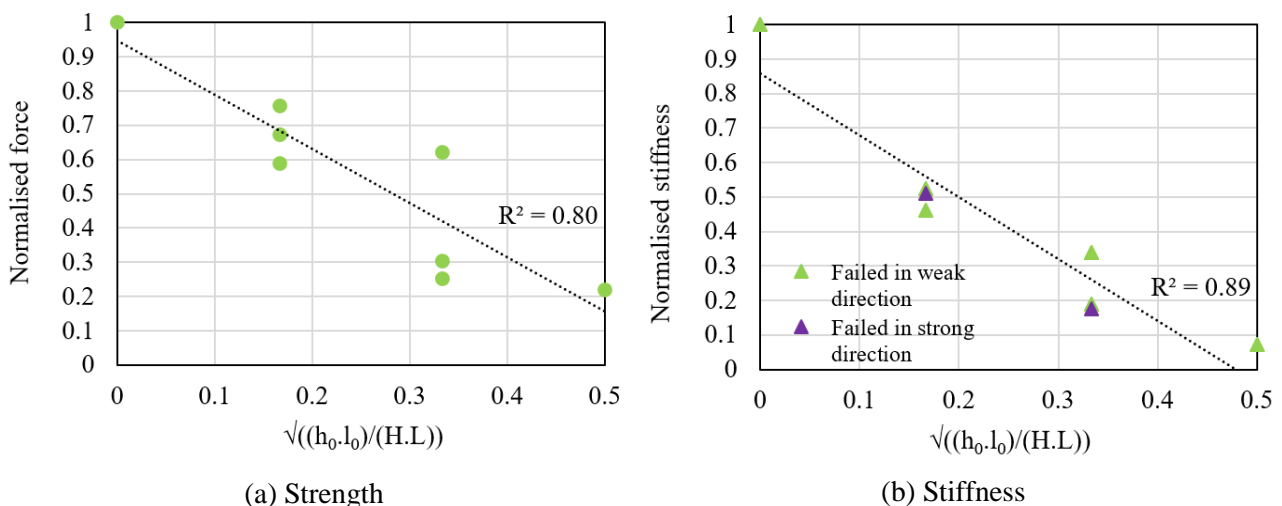 1
0.9
0.8
0.7
0.6
0.5
0.4
0.3
0.2
0.1
0
Normalised force
R² = 0.80
0 0.1 0.2 0.3 0.4 0.5
√((h₀.l₀)/(H.L))
(a) Strength
1
0.9
0.8
0.7
0.6
0.5
0.4
0.3
0.2
0.1
0
Normalised stiffness
Failed in weak
direction
Failed in strong
direction
R² = 0.89
0 0.1 0.2 0.3 0.4 0.5
√((h₀.l₀)/(H.L))
(b) Stiffness